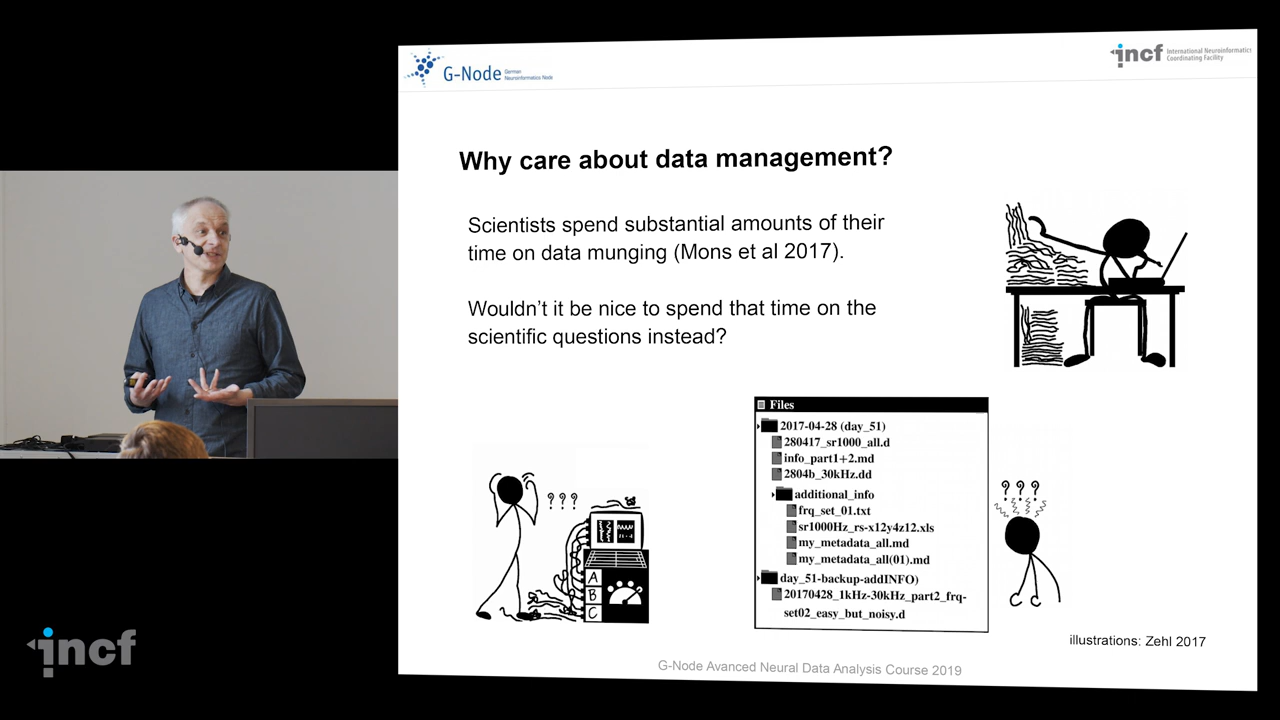 G-Node German Neuroinformatics Node
incf International Neuroinformatics Coordinating Facility
Why care about data management?
Scientists spend substantial amounts of their
time on data munging (Mons et al 2017).
Wouldn't it be nice to spend that time on the
scientific questions instead?
Files
2017-04-28 (day_51)
280417_sr1000_all.d
info_part1+2.md
2804b_30kHz.dd
additional_info
frq_set_01.txt
sr1000Hz_rs-x12y4z12.xls
my_metadata_all.md
my_metadata_all(01).md
day_51-backup-addINFO)
20170428_1kHz-30kHz_part2_frq-
set02_easy_but_noisy.d
? ? ?
? ? ?
A
B
C
illustrations: Zehl 2017
G-Node Avanced Neural Data Analysis Course 2019
incf